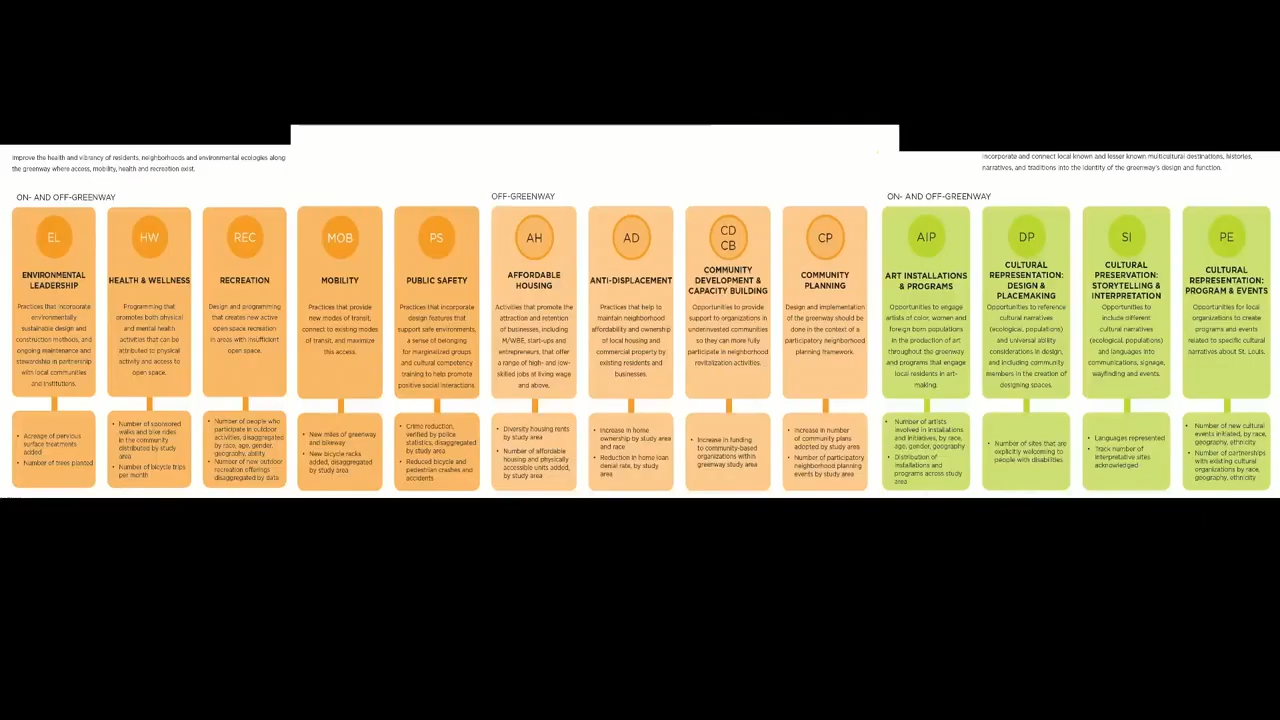 Improve the health and vibrancy of residents, neighborhoods and environmental ecologies along
the greenway where access, mobility, health and recreation exist.
Incorporate and connect local known and lesser known multicultural destinations, histories,
narratives, and traditions into the identity of the greenway's design and function.
ON- AND OFF-GREENWAY
OFF-GREENWAY
ON- AND OFF-GREENWAY
EL
ENVIRONMENTAL
LEADERSHIP
Practices that incorporate
environmentally
sustainable design and
construction methods, and
ongoing maintenance and
stewardship in partnership
with local communities
and institutions.
• Acreage of pervious
surface treatments
added
• Number of trees planted
HW
HEALTH & WELLNESS
Programming that
promotes both physical
and mental health
activities that can be
attributed to physical
activity and access to
open space.
• Number of sponsored
walks and bike rides
in the community
distributed by study
area
• Number of bicycle trips
per month
REC
RECREATION
Design and programming
that creates new active
open space recreation
in areas with insufficient
open space.
• Number of people who
participate in outdoor
activities, disaggregated
by race, age, gender,
geography, ability
• Number of new outdoor
recreation offerings
disaggregated by data
MOB
MOBILITY
Practices that provide
new modes of transit,
connect to existing modes
of transit, and maximize
this access.
• New miles of greenway
and bikeway
• New bicycle racks
added, disaggregated
by study area
PS
PUBLIC SAFETY
Practices that incorporate
design features that
support safe environments,
a sense of belonging
for marginalized groups
and cultural competency
training to help promote
positive social interactions.
• Crime reduction,
verified by police
statistics, disaggregated
by study area
• Reduced bicycle and
pedestrian crashes and
accidents
AH
AFFORDABLE
HOUSING
Activities that promote the
attraction and retention
of businesses, including
M/WBE, start-ups and
entrepreneurs, that offer
a range of high- and low-
skilled jobs at living wage
and above.
• Diversity housing rents
by study area
• Number of affordable
housing and physically
accessible units added,
by study area
AD
ANTI-DISPLACEMENT
Practices that help to
maintain neighborhood
affordability and ownership
of local housing and
commercial property by
existing residents and
businesses.
• Increase in home
ownership by study area
and race
• Reduction in home loan
denial rate, by study
area
CD
CB
COMMUNITY
DEVELOPMENT &
CAPACITY BUILDING
Opportunities to provide
support to organizations in
underinvested communities
so they can more fully
participate in neighborhood
revitalization activities.
• Increase in funding
to community-based
organizations within
greenway study area
CP
COMMUNITY
PLANNING
Design and implementation
of the greenway should be
done in the context of a
participatory neighborhood
planning framework.
• Increase in number
of community plans
adopted by study area
• Number of participatory
neighborhood planning
events by study area
AIP
ART INSTALLATIONS
& PROGRAMS
Opportunities to engage
artists of color, women and
foreign born populations
in the production of art
throughout the greenway
and programs that engage
local residents in art-
making.
• Number of artists
involved in installations
and initiatives, by race,
age, gender, geography
• Distribution of
installations and
programs across study
area
DP
CULTURAL
REPRESENTATION:
DESIGN &
PLACEMAKING
Opportunities to reference
cultural narratives
(ecological, populations)
and universal ability
considerations in design,
and including community
members in the creation of
designing spaces.
• Number of sites that are
explicitly welcoming to
people with disabilities
SI
CULTURAL
PRESERVATION:
STORYTELLING &
INTERPRETATION
Opportunities to
include different
cultural narratives
(ecological, populations)
and languages into
communications, signage,
wayfinding and events.
• Languages represented
• Track number of
interpretive sites
acknowledged
PE
CULTURAL
REPRESENTATION:
PROGRAM & EVENTS
Opportunities for local
organizations to create
programs and events
related to specific cultural
narratives about St. Louis.
• Number of new cultural
events initiated, by race,
geography, ethnicity
• Number of partnerships
with existing cultural
organizations by race,
geography, ethnicity